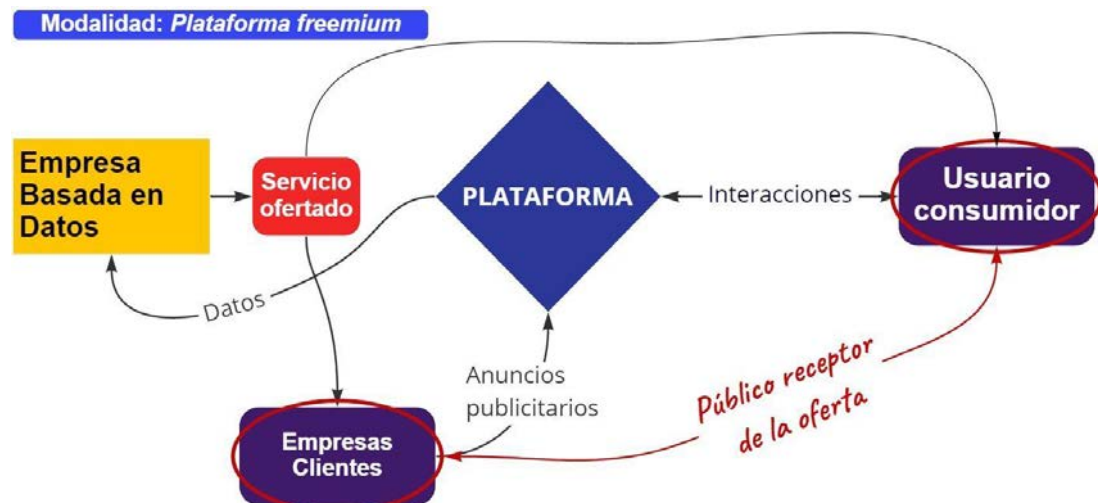 Modalidad: Plataforma freemium
Empresa
Basada en
Datos
Servicio
ofertado
PLATAFORMA
Interacciones
Usuario
consumidor
Datos
Anuncios
publicitarios
Público receptor
de la oferta
Empresas
Clientes